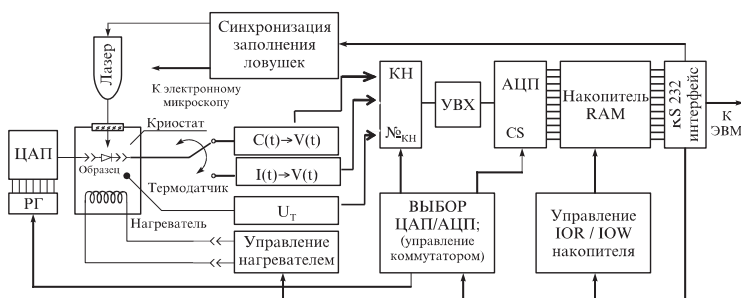 Синхронизация
заполнения
ловушек
Лазер
К электронному
микроскопу
КН
№КН
УВХ
АЦП
CS
Накопитель
RAM
RS 232
интерфейс
К
ЭВМ
Криостат
ЦАП
Образец
C(t)→V(t)
I(t)→V(t)
Термодатчик
РГ
Нагреватель
UТ
Управление
нагревателем
ВЫБОР
ЦАП/АЦП;
(управление
коммутатором)
Управление
IOR / IOW
накопителя